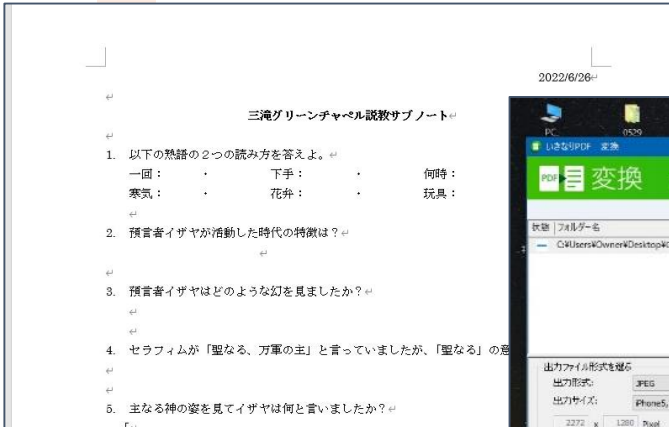 2022/6/26
三滝グリーンチャペル説教サブノート
1. 以下の熟語の２つの読み方を答えよ。
一回： ・ 下手： ・ 何時：
寒気： ・ 花弁： ・ 玩具：
2. 預言者イザヤが活動した時代の特徴は？
3. 預言者イザヤはどのような幻を見ましたか？
4. セラフィムが「聖なる、万軍の主」と言っていましたが、「聖なる」の意
5. 主なる神の姿を見てイザヤは何と言いましたか？
「
PC 0529
いきなりPDF 変換
PDF 変換
状態 フォルダー名
C:¥Users¥Owner¥Desktop¥
出力ファイル形式を選ぶ
出力形式: JPEG
出力サイズ: iPhone5,
2272 x 1280 Pixel